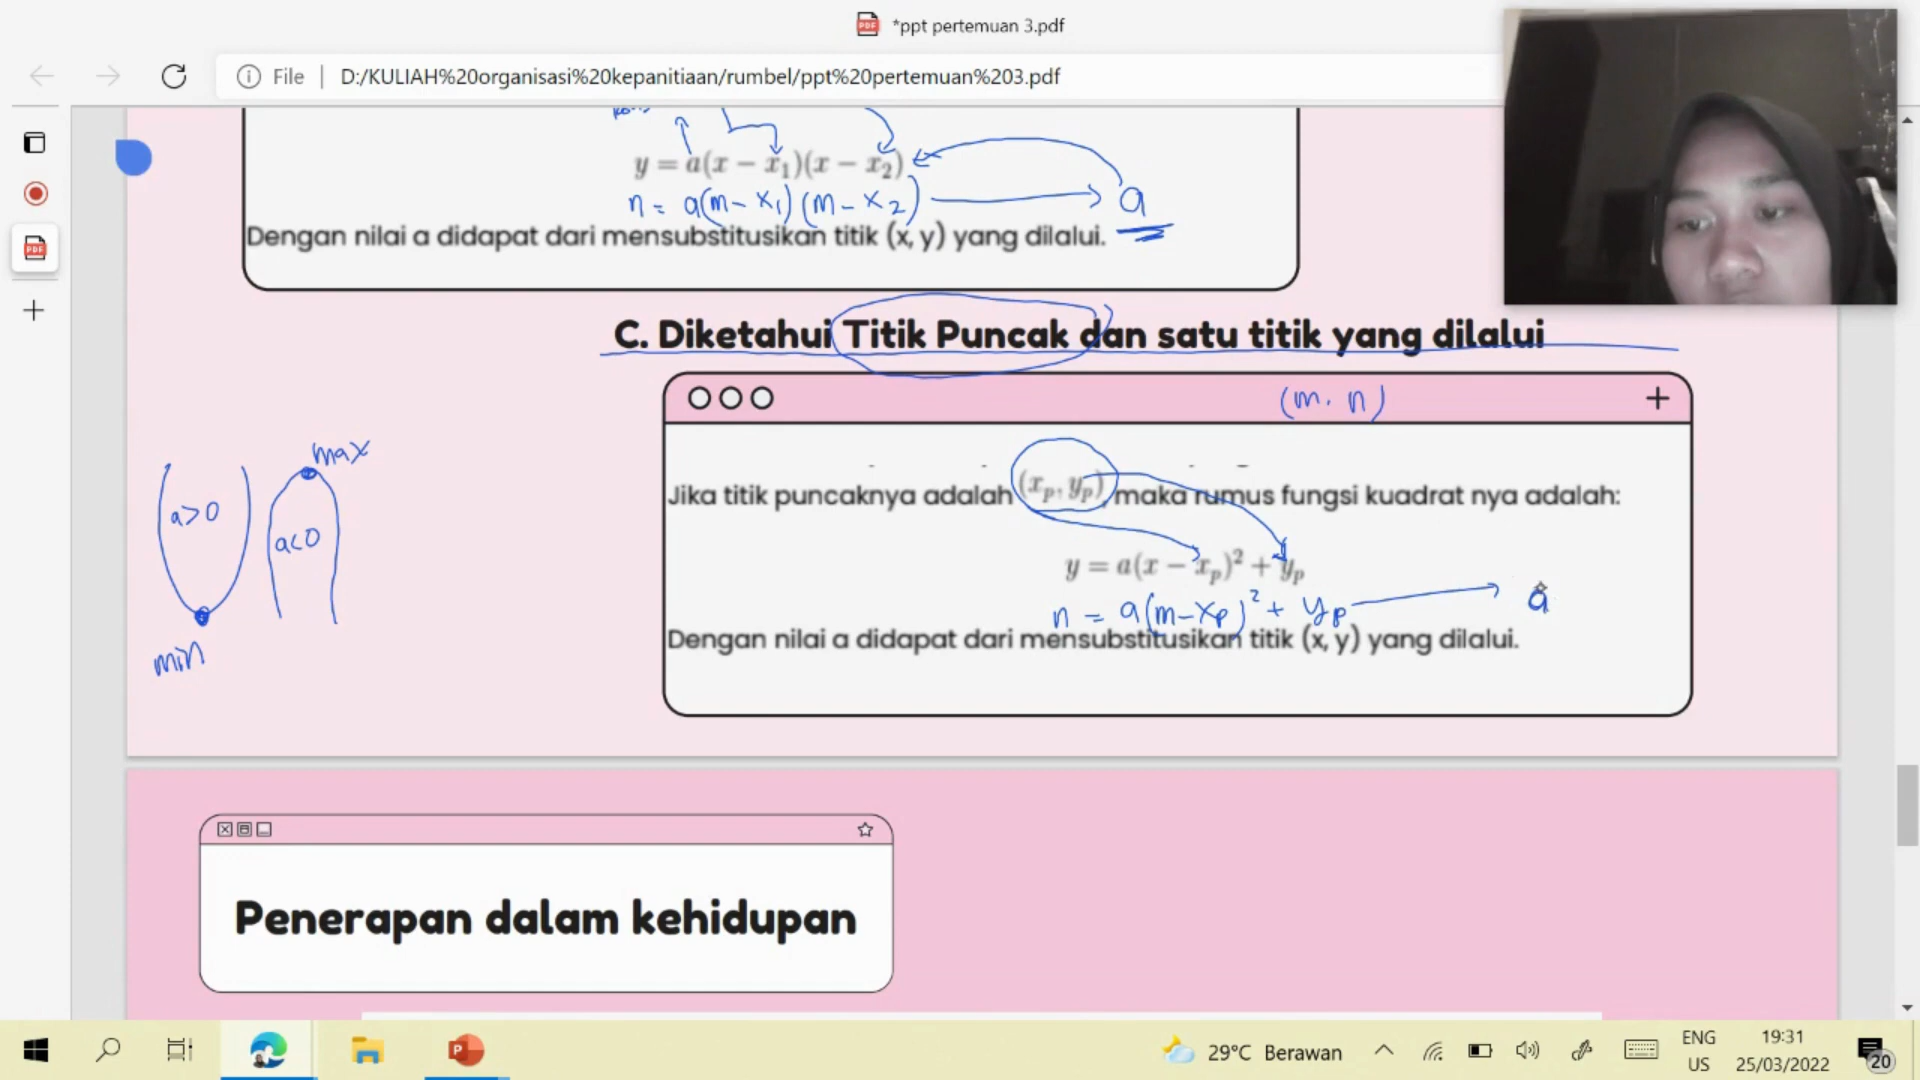 *ppt pertemuan 3.pdf
File | D:/KULIAH%20organisasi%20kepanitiaan/rumbel/ppt%20pertemuan%203.pdf
y = a(x − x₁)(x − x₂)
n = a(m − x₁)(m − x₂) a
Dengan nilai a didapat dari mensubstitusikan titik (x, y) yang dilalui.
C. Diketahui Titik Puncak dan satu titik yang dilalui
(m, n)
max
a>0
a<0
min
Jika titik puncaknya adalah (xₚ, yₚ), maka rumus fungsi kuadrat nya adalah:
y = a(x − xₚ)² + yₚ
n = a(m − xₚ)² + yₚ a
Dengan nilai a didapat dari mensubstitusikan titik (x, y) yang dilalui.
Penerapan dalam kehidupan
29°C Berawan
ENG
US
19:31
25/03/2022
20